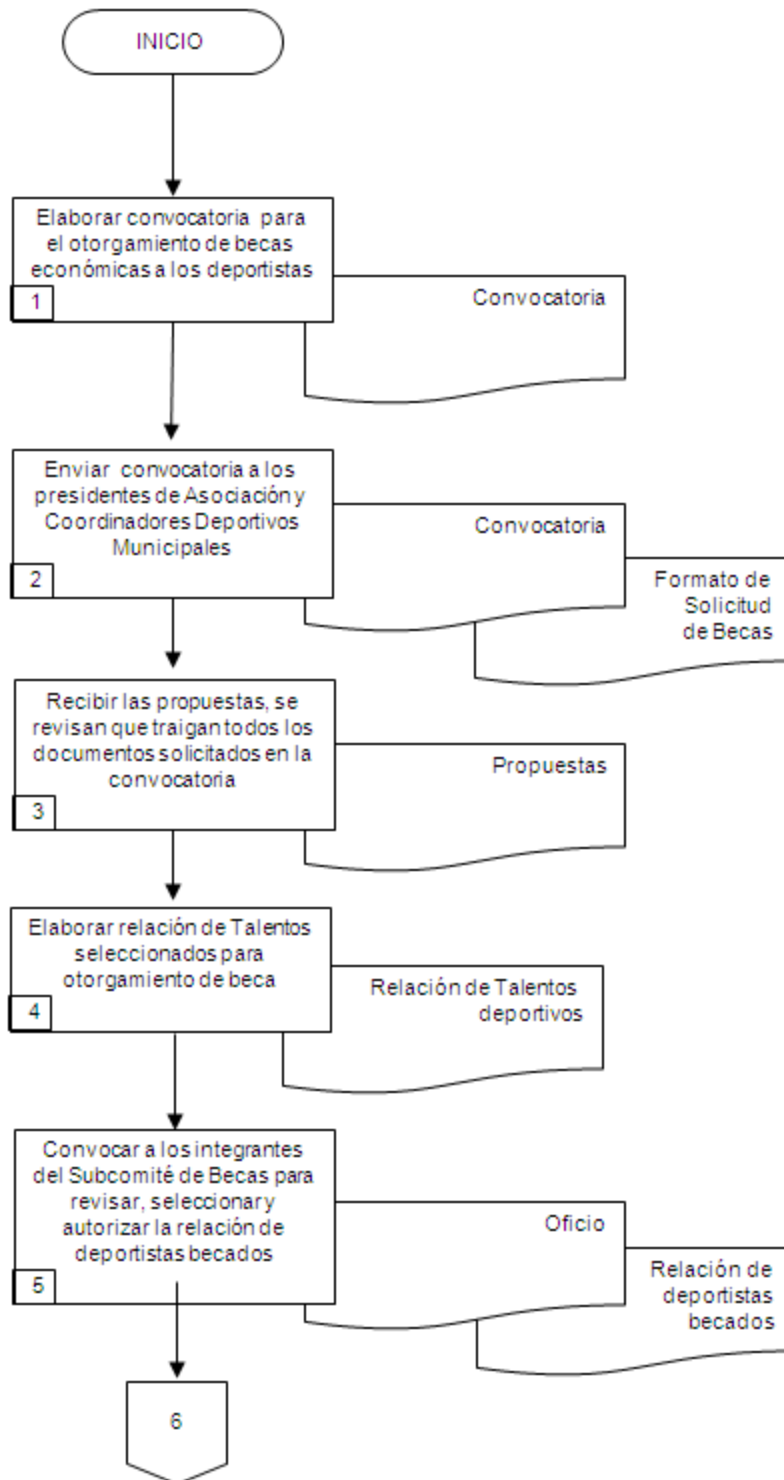 INICIO
Elaborar convocatoria para
el otorgamiento de becas
económicas a los deportistas
1
Convocatoria
Enviar convocatoria a los
presidentes de Asociación y
Coordinadores Deportivos
Municipales
2
Convocatoria
Formato de
Solicitud
de Becas
Recibir las propuestas, se
revisan que traigan todos los
documentos solicitados en la
convocatoria
3
Propuestas
Elaborar relación de Talentos
seleccionados para
otorgamiento de beca
4
Relación de Talentos
deportivos
Convocar a los integrantes
del Subcomité de Becas para
revisar, seleccionar y
autorizar la relación de
deportistas becados
5
Oficio
Relación de
deportistas
becados
6